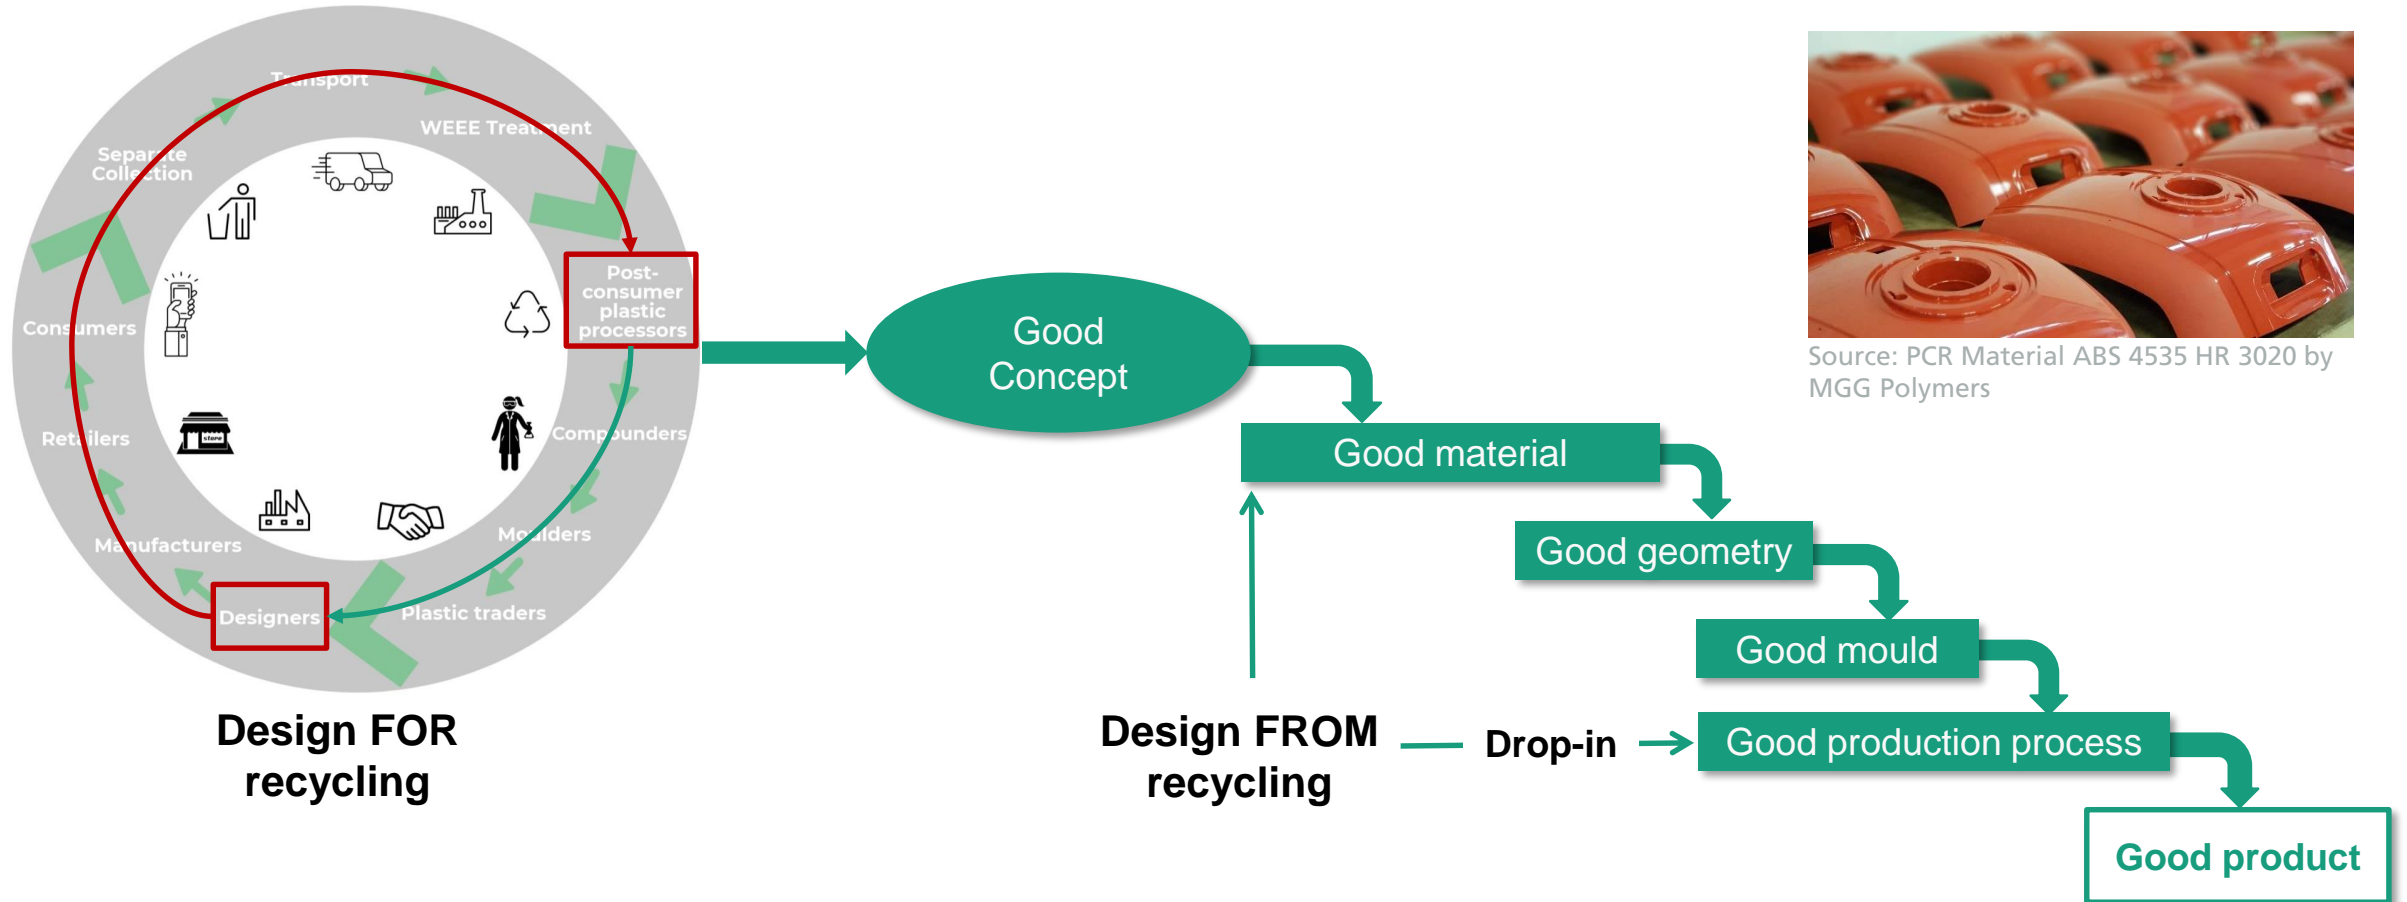 Transport
WEEE Treatment
Separate
Collection
Post-
consumer
plastic
processors
Consumers
Compounders
Retailers
store
Moulders
Manufacturers
Plastic traders
Designers
Design FOR
recycling
Good
Concept
Good material
Good geometry
Good mould
Design FROM
recycling
Drop-in
Good production process
Good product
Source: PCR Material ABS 4535 HR 3020 by
MGG Polymers